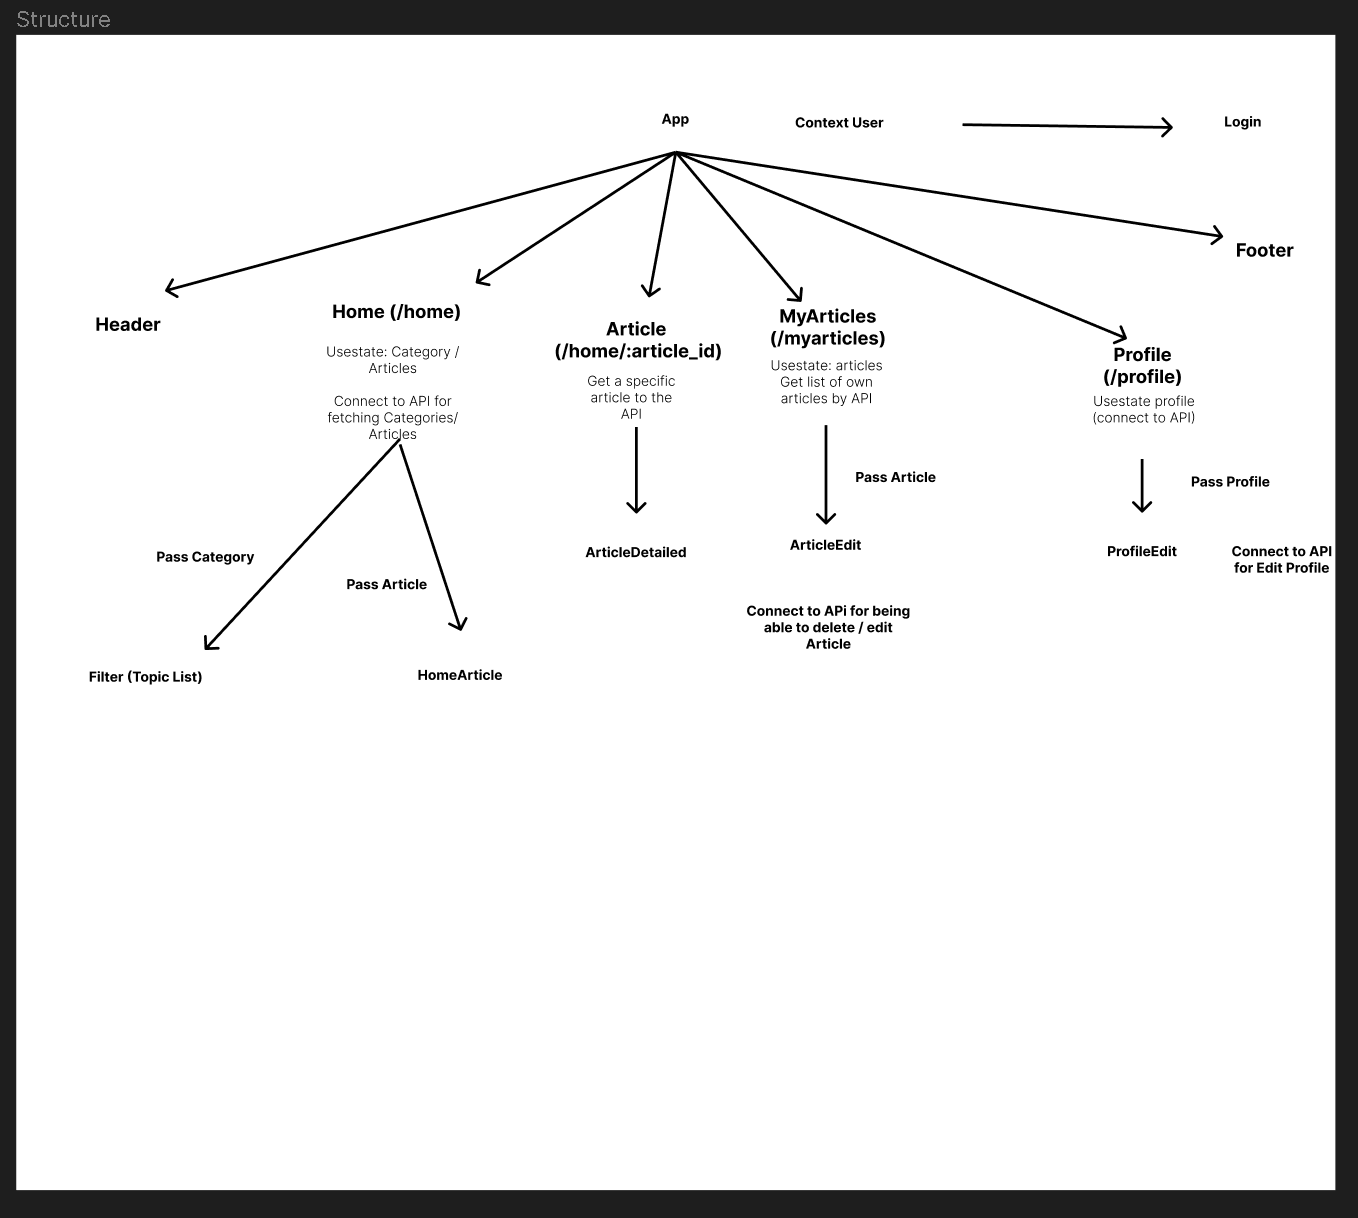 Structure
App
Context User
Login
Footer
Header
Home (/home)
Usestate: Category /
Articles
Connect to API for
fetching Categories/
Articles
Article
(/home/:article_id)
Get a specific
article to the
API
MyArticles
(/myarticles)
Usestate: articles
Get list of own
articles by API
Profile
(/profile)
Usestate profile
(connect to API)
Pass Category
Pass Article
Pass Article
Pass Profile
Filter (Topic List)
HomeArticle
ArticleDetailed
ArticleEdit
Connect to APi for being
able to delete / edit
Article
ProfileEdit
Connect to API
for Edit Profile